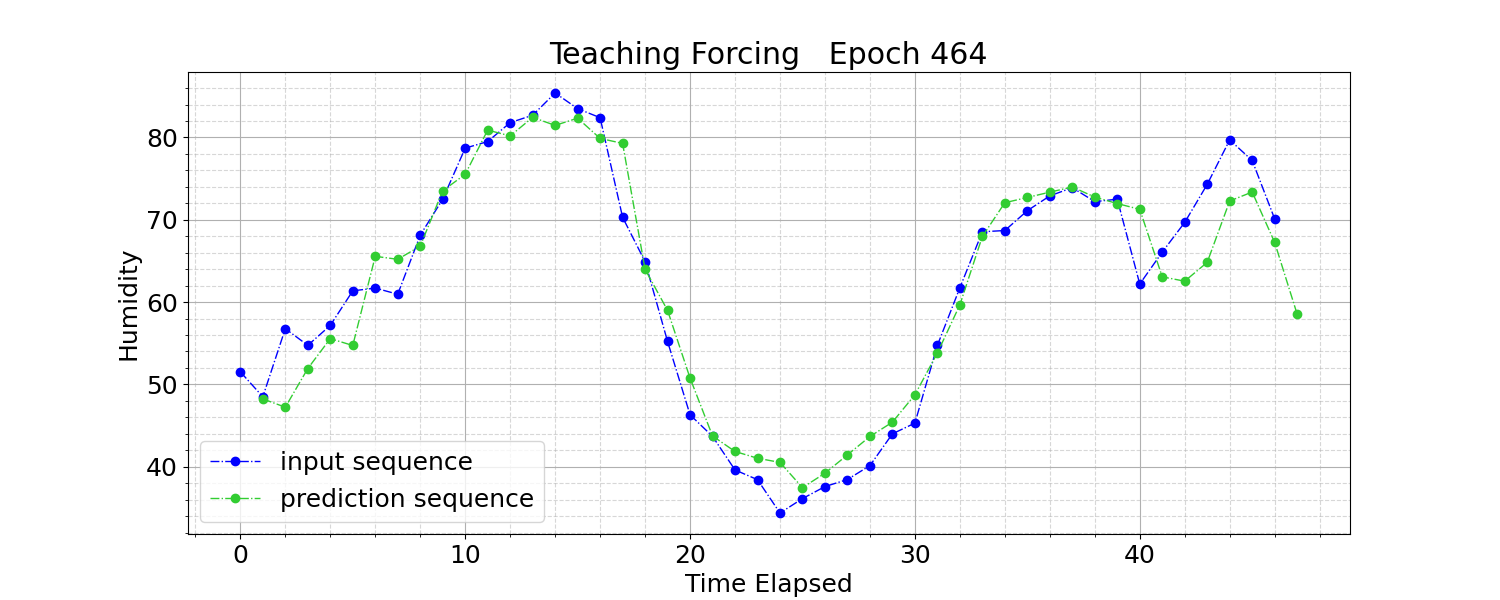 Teaching Forcing   Epoch 464
Humidity
80
70
60
50
40
input sequence
prediction sequence
0 10 20 30 40
Time Elapsed